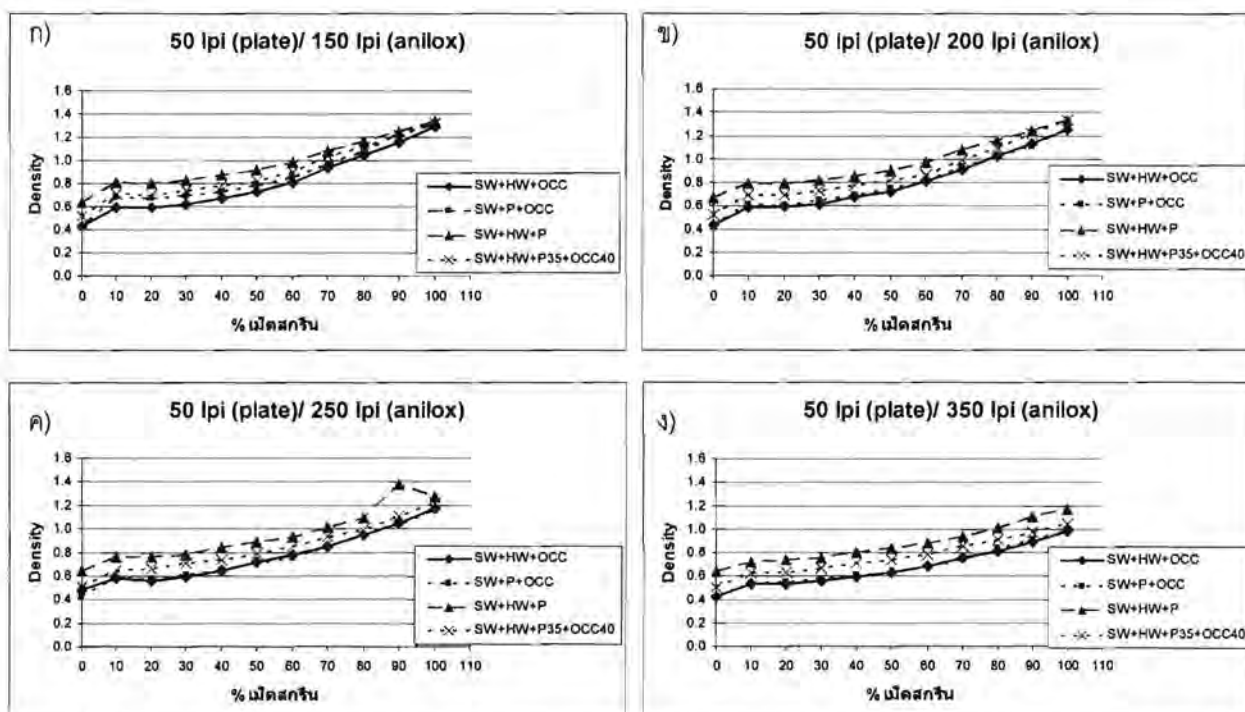 ก)
50 lpi (plate)/ 150 lpi (anilox)
Density
1.6
1.4
1.2
1.0
0.8
0.6
0.4
0.2
0.0
0 10 20 30 40 50 60 70 80 90 100 110
% เม็ดสกรีน
SW+HW+OCC
SW+P+OCC
SW+HW+P
SW+HW+P35+OCC40
ข)
50 lpi (plate)/ 200 lpi (anilox)
Density
1.6
1.4
1.2
1.0
0.8
0.6
0.4
0.2
0.0
0 10 20 30 40 50 60 70 80 90 100 110
% เม็ดสกรีน
SW+HW+OCC
SW+P+OCC
SW+HW+P
SW+HW+P35+OCC40
ค)
50 lpi (plate)/ 250 lpi (anilox)
Density
1.6
1.4
1.2
1.0
0.8
0.6
0.4
0.2
0.0
0 10 20 30 40 50 60 70 80 90 100 110
% เม็ดสกรีน
SW+HW+OCC
SW+P+OCC
SW+HW+P
SW+HW+P35+OCC40
ง)
50 lpi (plate)/ 350 lpi (anilox)
Density
1.6
1.4
1.2
1.0
0.8
0.6
0.4
0.2
0.0
0 10 20 30 40 50 60 70 80 90 100 110
% เม็ดสกรีน
SW+HW+OCC
SW+P+OCC
SW+HW+P
SW+HW+P35+OCC40